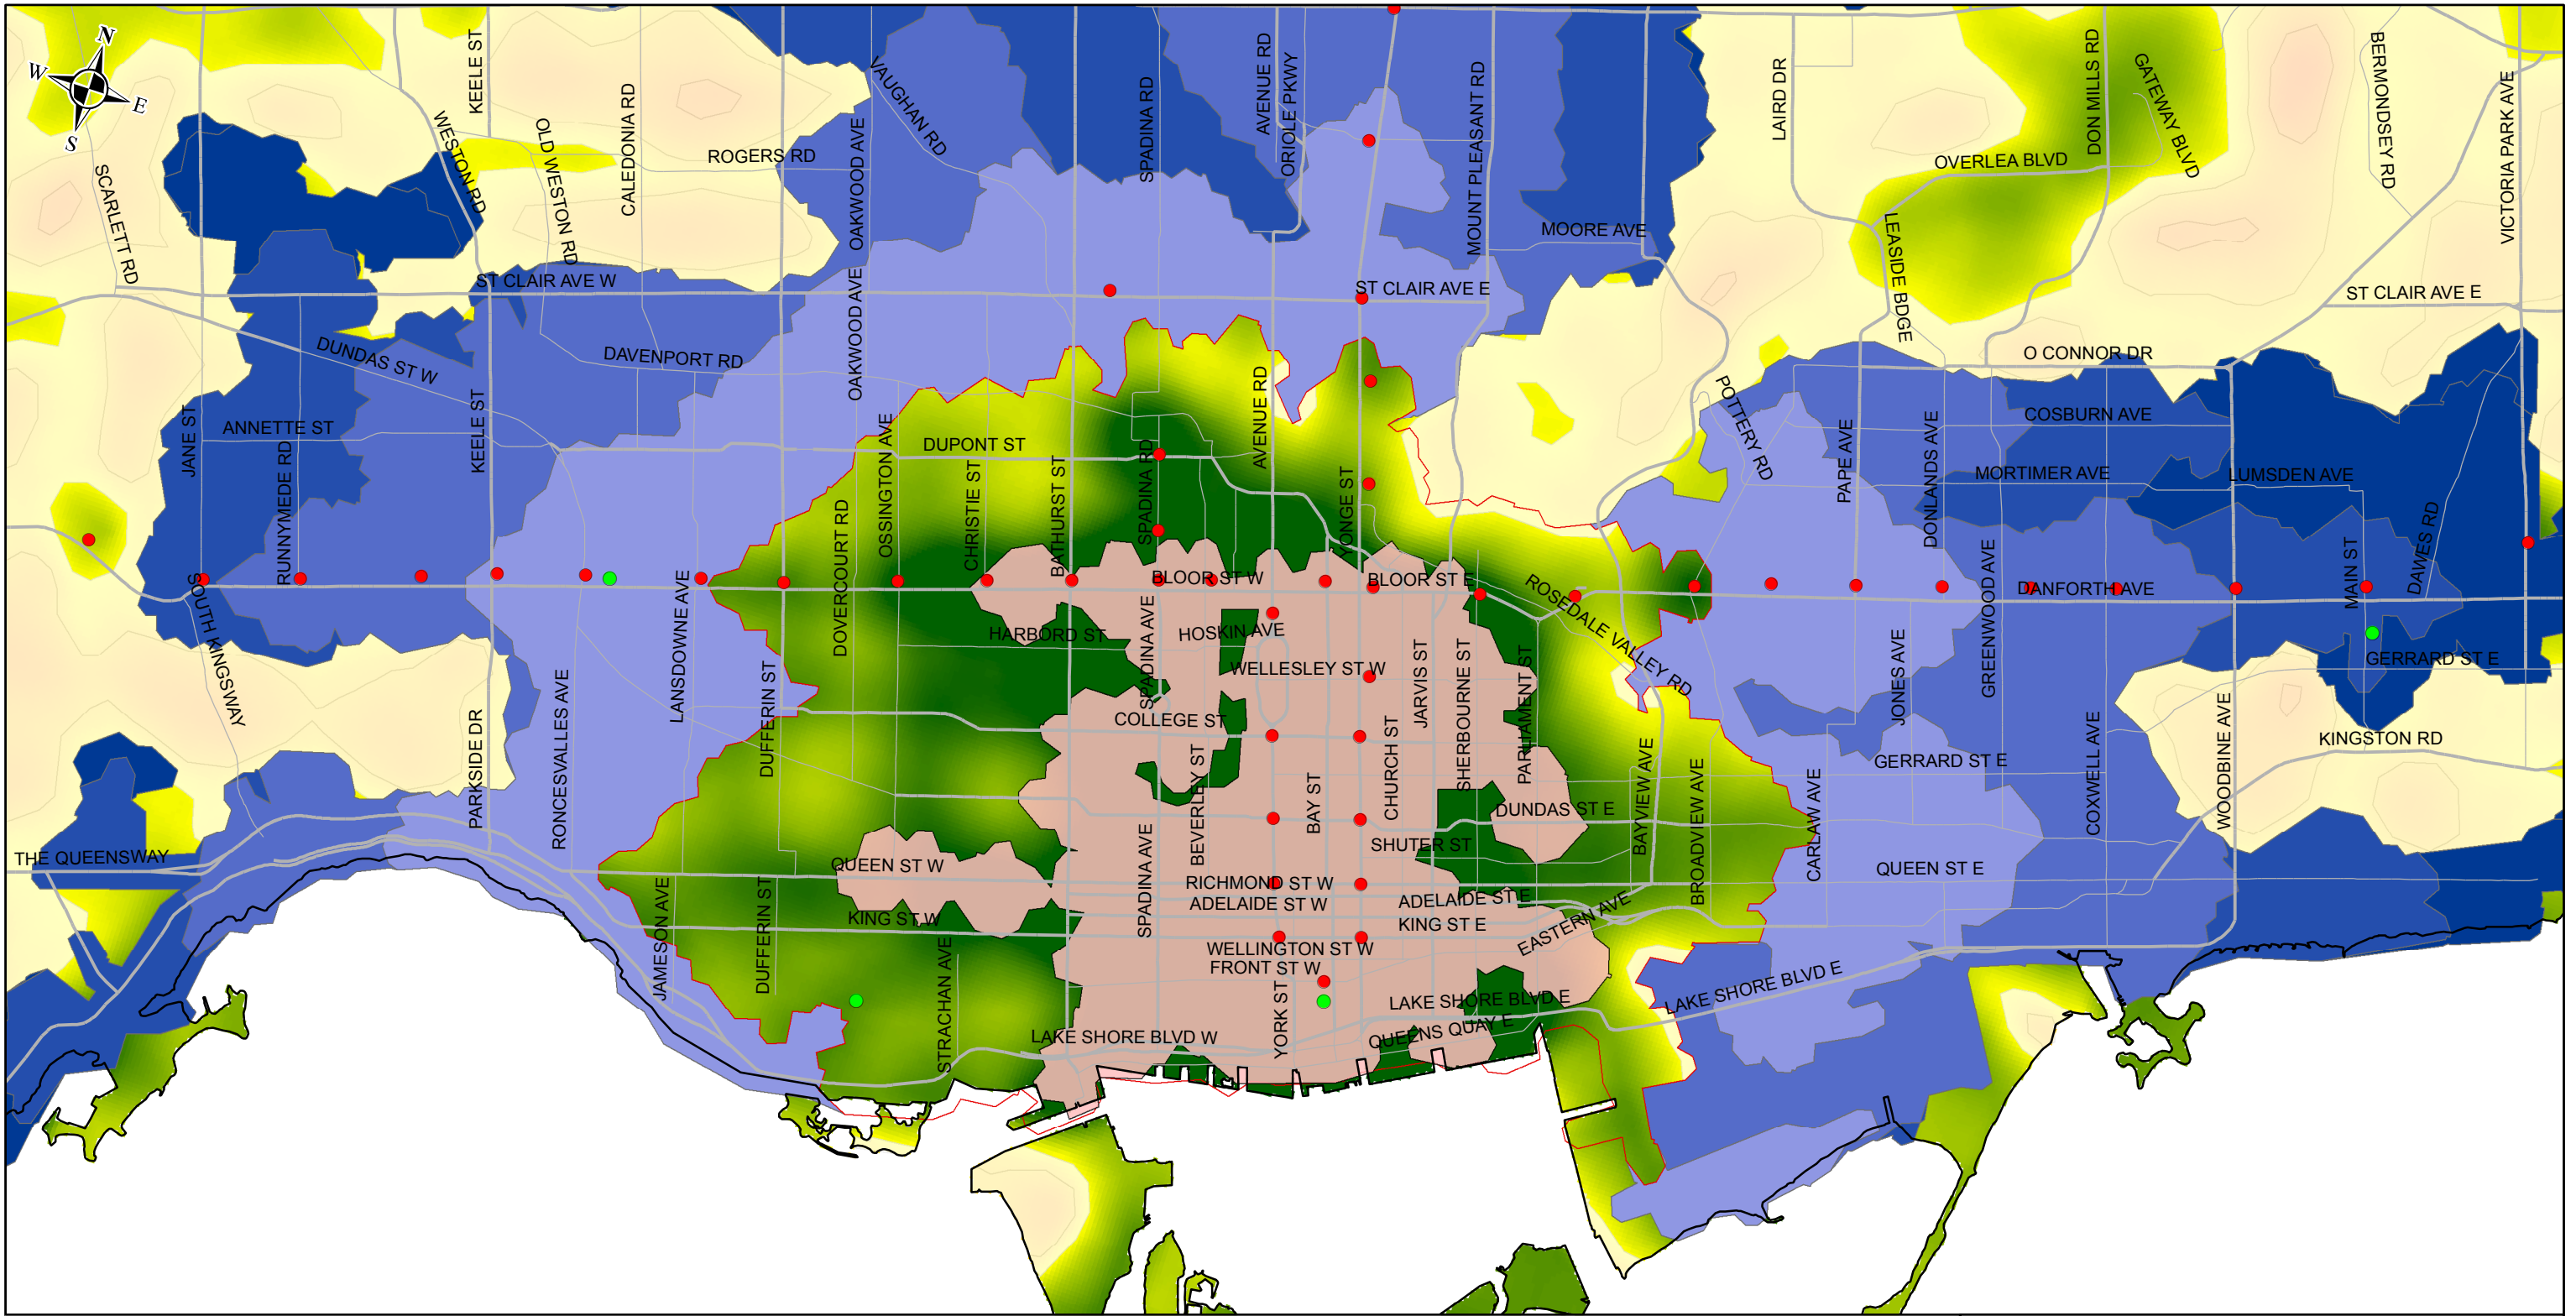 N
W
E
S
KEELE ST
WESTON RD
OLD WESTON RD
CALEDONIA RD
ROGERS RD
VAUGHAN RD
OAKWOOD AVE
SPADINA RD
AVENUE RD
ORIOLE PKWY
MOUNT PLEASANT RD
MOORE AVE
LAIRD DR
DON MILLS RD
GATEWAY BLVD
OVERLEA BLVD
BERMONDSEY RD
VICTORIA PARK AVE
SCARLETT RD
LEASIDE BDGE
ST CLAIR AVE W
ST CLAIR AVE E
ST CLAIR AVE E
DUNDAS ST W
DAVENPORT RD
OAKWOOD AVE
O CONNOR DR
JANE ST
ANNETTE ST
RUNNYMEDE RD
KEELE ST
OSSINGTON AVE
DUPONT ST
CHRISTIE ST
BATHURST ST
SPADINA RD
AVENUE RD
YONGE ST
POTTERY RD
PAPE AVE
DONLANDS AVE
COSBURN AVE
MORTIMER AVE
LUMSDEN AVE
DOVERCOURT RD
DAWES RD
SOUTH KINGSWAY
LANSDOWNE AVE
BLOOR ST W
BLOOR ST E
ROSEDALE VALLEY RD
GREENWOOD AVE
DANFORTH AVE
MAIN ST
HARBORD ST
SPADINA AVE
HOSKIN AVE
WELLESLEY ST W
JARVIS ST
SHERBOURNE ST
PARLIAMENT ST
JONES AVE
GERRARD ST E
PARKSIDE DR
RONCESVALLES AVE
DUFFERIN ST
COLLEGE ST
BEVERLEY ST
BAY ST
CHURCH ST
BAYVIEW AVE
BROADVIEW AVE
CARLAW AVE
GERRARD ST E
COXWELL AVE
WOODBINE AVE
KINGSTON RD
DUNDAS ST E
SHUTER ST
THE QUEENSWAY
QUEEN ST W
QUEEN ST E
SPADINA AVE
RICHMOND ST W
ADELAIDE ST W
ADELAIDE ST E
JAMESON AVE
DUFFERIN ST
KING ST W
KING ST E
EASTERN AVE
STRACHAN AVE
WELLINGTON ST W
FRONT ST W
YORK ST
LAKE SHORE BLVD E
LAKE SHORE BLVD E
LAKE SHORE BLVD W
QUEENS QUAY E